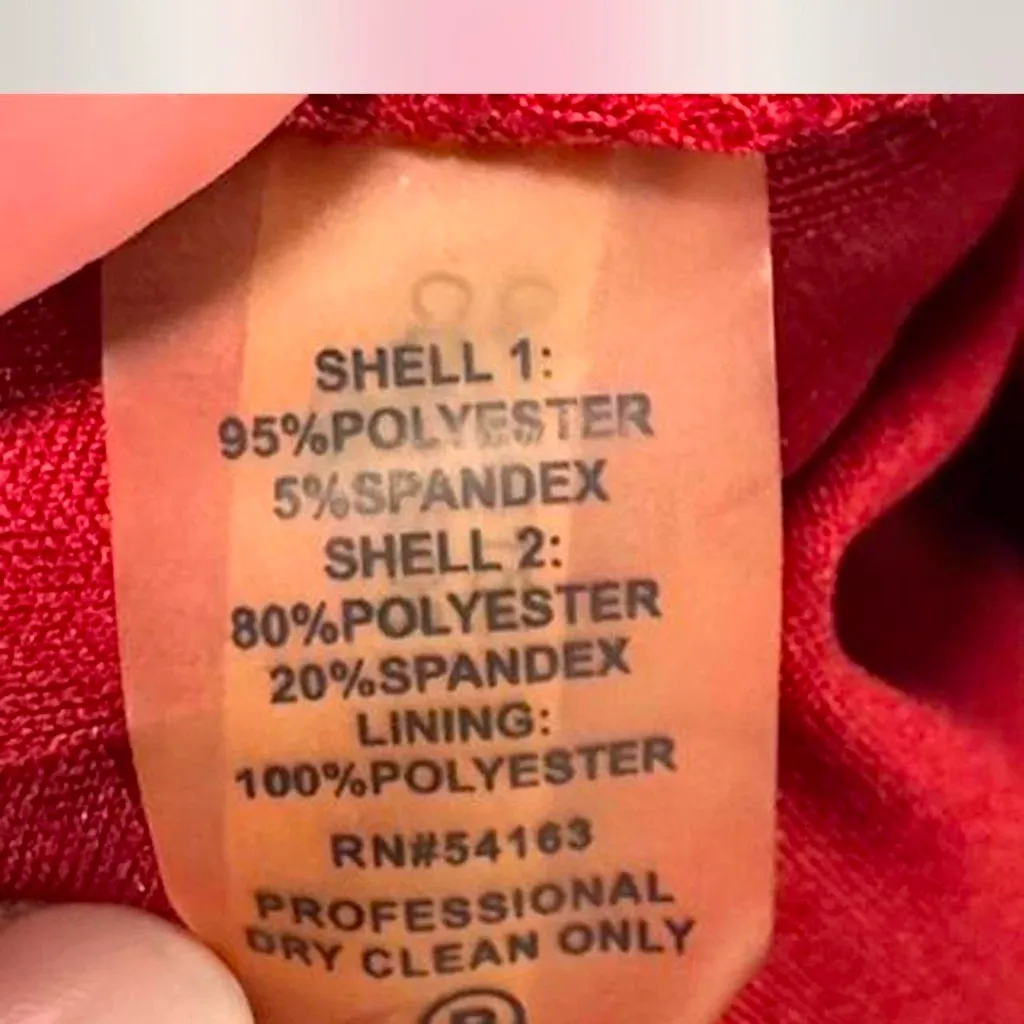 SHELL 1:
95%POLYESTER
5%SPANDEX
SHELL 2:
80%POLYESTER
20%SPANDEX
LINING:
100%POLYESTER
RN#54163
PROFESSIONAL
DRY CLEAN ONLY